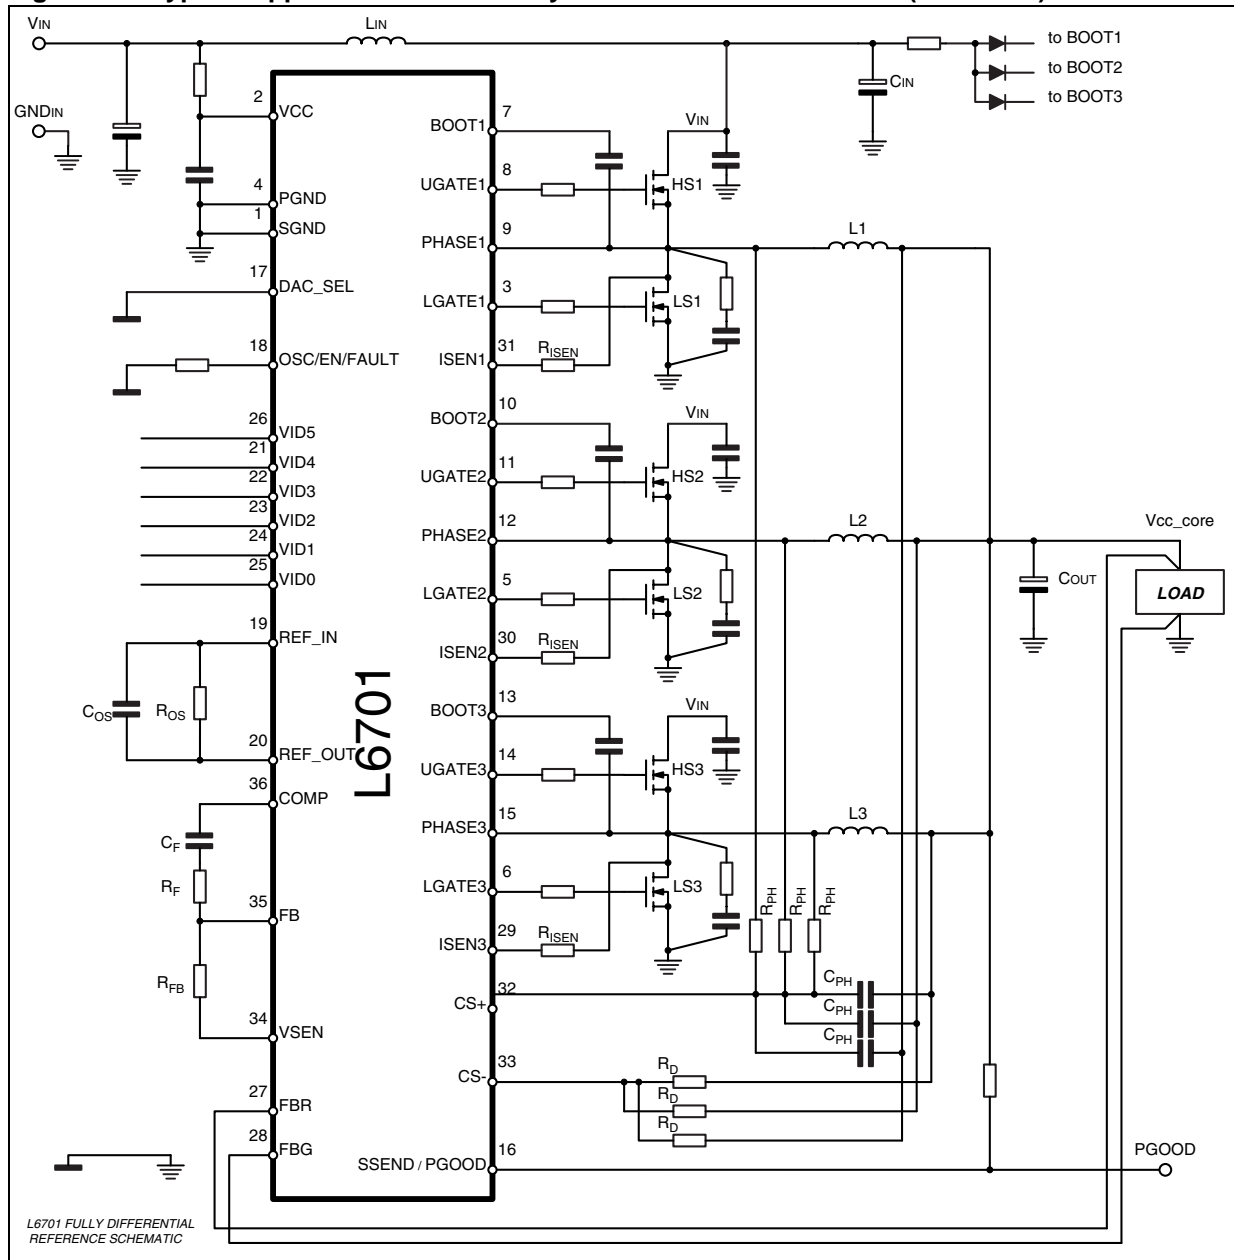 VIN
LIN
to BOOT1
to BOOT2
to BOOT3
CIN
GNDIN
2
VCC
7
BOOT1
VIN
8
UGATE1
HS1
4
PGND
1
SGND
9
PHASE1
L1
17
DAC_SEL
3
LGATE1
LS1
18
OSC/EN/FAULT
31
ISEN1
RISEN
10
BOOT2
VIN
26
VID5
21
VID4
11
UGATE2
HS2
22
VID3
23
VID2
12
PHASE2
L2
Vcc_core
24
VID1
25
VID0
5
LGATE2
LS2
COUT
LOAD
19
REF_IN
30
ISEN2
RISEN
COS
ROS
L6701
13
BOOT3
VIN
20
REF_OUT
14
UGATE3
HS3
36
COMP
15
PHASE3
L3
CF
RF
6
LGATE3
LS3
RPH
RPH
RPH
35
FB
29
ISEN3
RISEN
RFB
32
CS+
CPH
CPH
CPH
34
VSEN
33
CS-
RD
RD
RD
27
FBR
28
FBG
16
SSEND / PGOOD
PGOOD
L6701 FULLY DIFFERENTIAL
REFERENCE SCHEMATIC